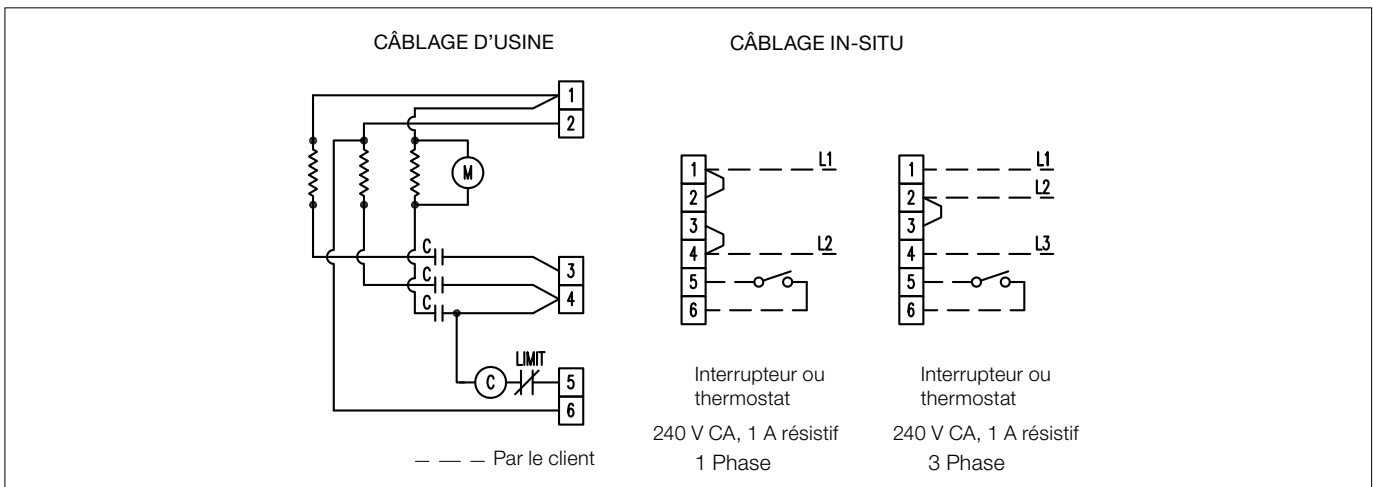 CÂBLAGE D’USINE
CÂBLAGE IN-SITU
1
2
M
C
C
C
3
4
LIMIT
C
5
6
— — — Par le client
1
2
3
4
5
6
L1
L2
Interrupteur ou
thermostat
240 V CA, 1 A résistif
1 Phase
1
2
3
4
5
6
L1
L2
L3
Interrupteur ou
thermostat
240 V CA, 1 A résistif
3 Phase